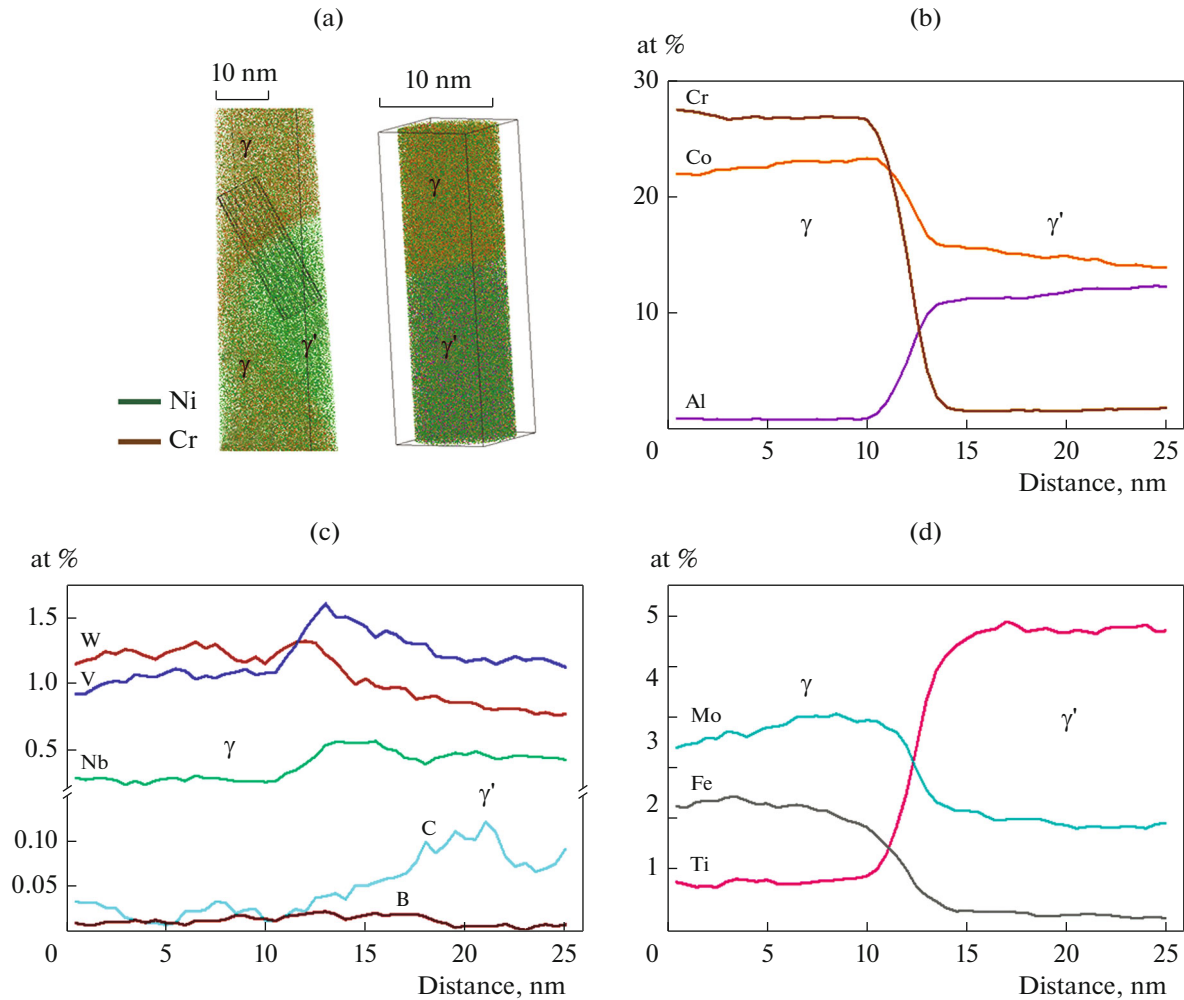 (a)
10 nm
10 nm
γ
γ
γ'
γ
γ'
Ni
Cr
(b)
at %
30
20
10
0
Cr
Co
Al
γ
γ'
5
10
15
20
25
Distance, nm
(c)
at %
1.5
1.0
0.5
0.10
0.05
0
W
V
Nb
γ
γ'
C
B
5
10
15
20
25
Distance, nm
(d)
at %
5
4
3
2
1
0
Mo
Fe
Ti
γ
γ'
5
10
15
20
25
Distance, nm